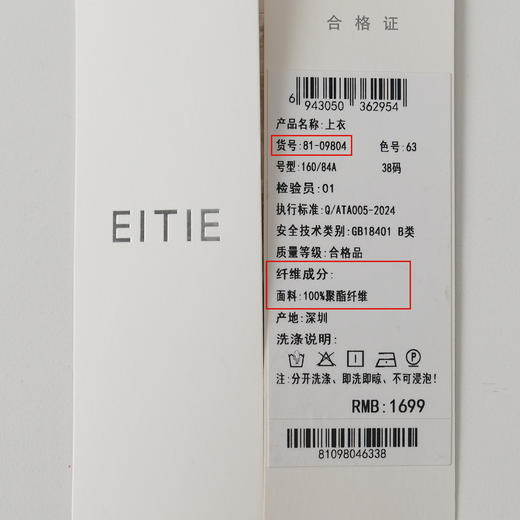 EITIE
合格证
6 943050 362954
产品名称:上衣
货号:81-09804 色号:63
号型:160/84A 38码
检验员:01
执行标准:Q/ATA005-2024
安全技术类别:GB18401 B类
质量等级:合格品
纤维成分:
面料:100%聚酯纤维
产地:深圳
洗涤说明:
P
注:分开洗涤、即洗即晾、不可浸泡!
RMB:1699
81098046338